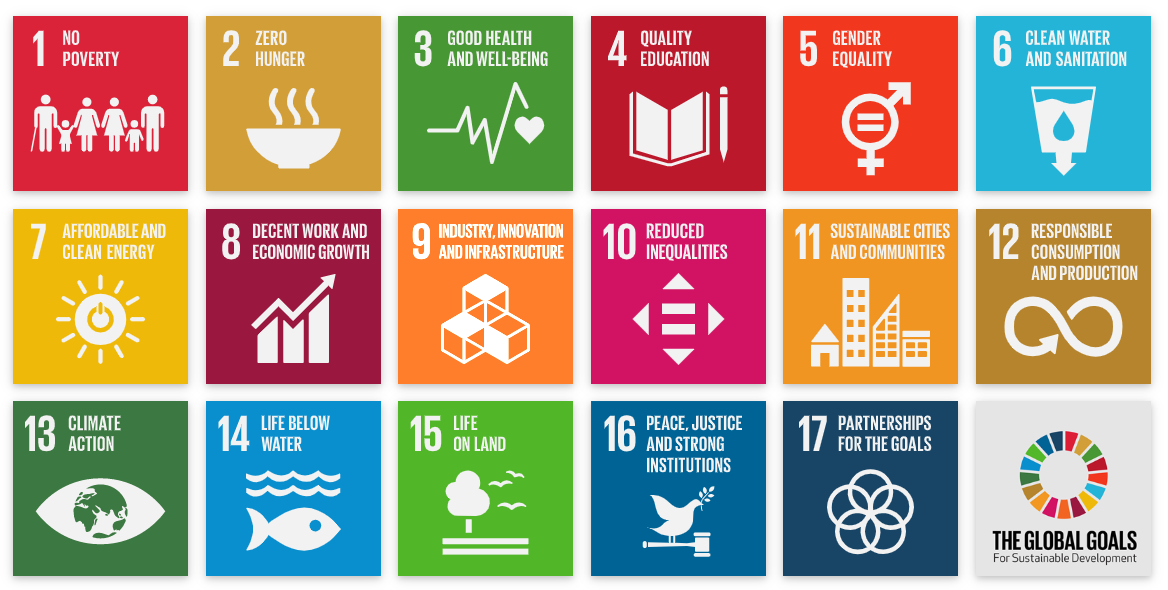 1 NO
POVERTY
2 ZERO
HUNGER
3 GOOD HEALTH
AND WELL-BEING
4 QUALITY
EDUCATION
5 GENDER
EQUALITY
6 CLEAN WATER
AND SANITATION
7 AFFORDABLE AND
CLEAN ENERGY
8 DECENT WORK AND
ECONOMIC GROWTH
9 INDUSTRY, INNOVATION
AND INFRASTRUCTURE
10 REDUCED
INEQUALITIES
11 SUSTAINABLE CITIES
AND COMMUNITIES
12 RESPONSIBLE
CONSUMPTION
AND PRODUCTION
13 CLIMATE
ACTION
14 LIFE BELOW
WATER
15 LIFE
ON LAND
16 PEACE, JUSTICE
AND STRONG
INSTITUTIONS
17 PARTNERSHIPS
FOR THE GOALS
THE GLOBAL GOALS
For Sustainable Development